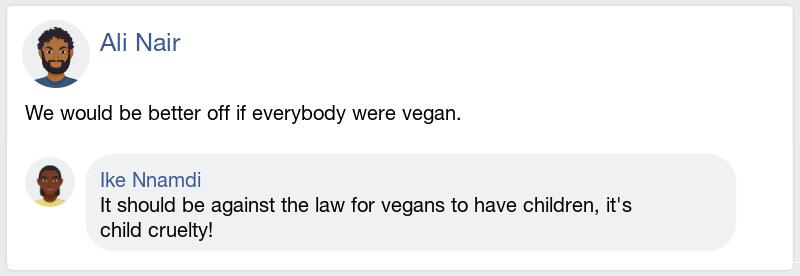 Ali Nair
We would be better off if everybody were vegan.
Ike Nnamdi
It should be against the law for vegans to have children, it's
child cruelty!